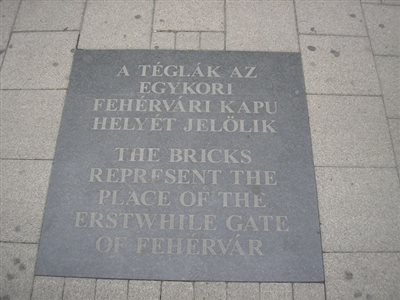 A TÉGLÁK AZ
EGYKORI
FEHÉRVÁRI KAPU
HELYÉT JELÖLIK
THE BRICKS
REPRESENT THE
PLACE OF THE
ERSTWHILE GATE
OF FEHÉRVÁR